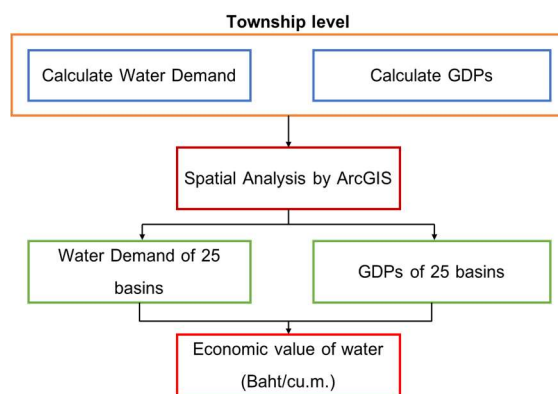 Township level
Calculate Water Demand
Calculate GDPs
Spatial Analysis by ArcGIS
Water Demand of 25
basins
GDPs of 25 basins
Economic value of water
(Baht/cu.m.)